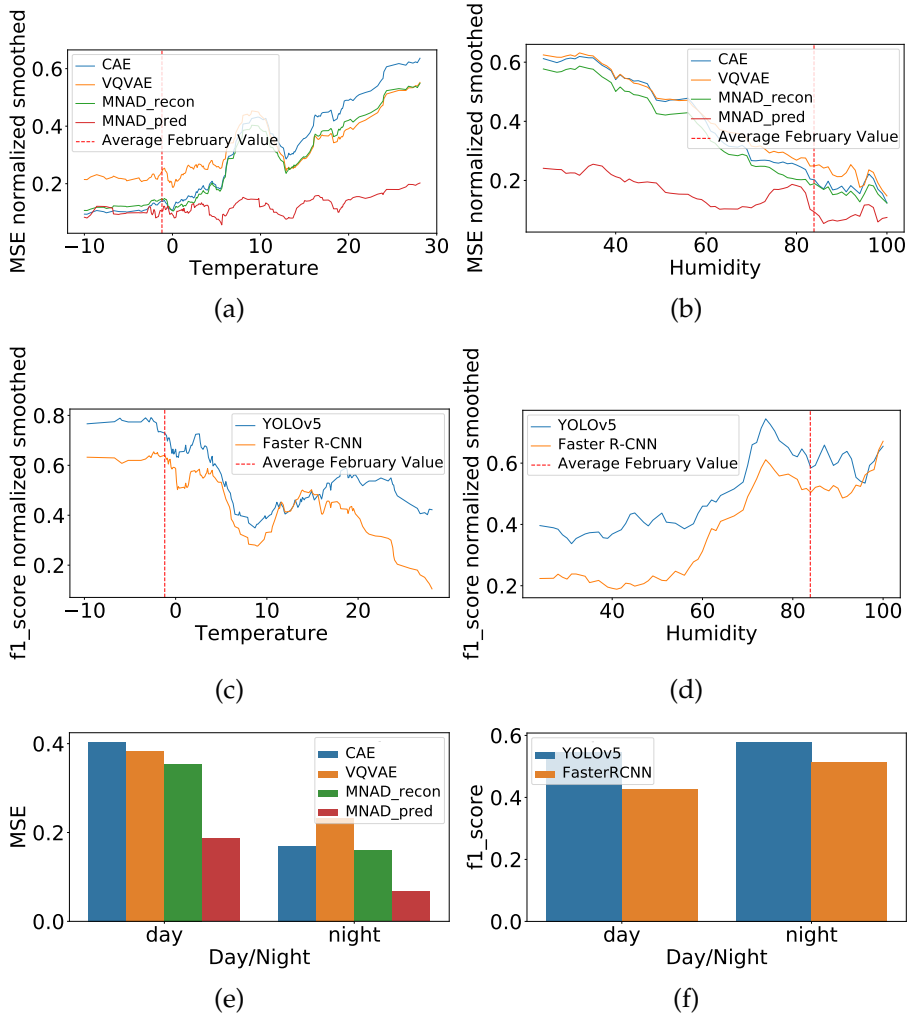 MSE normalized smoothed
0.6
0.4
0.2
CAE
VQVAE
MNAD_recon
MNAD_pred
Average February Value
−10 0 10 20 30
Temperature
(a)
MSE normalized smoothed
0.6
0.4
0.2
CAE
VQVAE
MNAD_recon
MNAD_pred
Average February Value
40 60 80 100
Humidity
(b)
f1_score normalized smoothed
0.8
0.6
0.4
0.2
YOLOv5
Faster R-CNN
Average February Value
−10 0 10 20
Temperature
(c)
f1_score normalized smoothed
0.6
0.4
0.2
YOLOv5
Faster R-CNN
Average February Value
40 60 80 100
Humidity
(d)
MSE
0.4
0.2
0.0
CAE
VQVAE
MNAD_recon
MNAD_pred
day night
Day/Night
(e)
f1_score
0.6
0.4
0.2
0.0
YOLOv5
FasterRCNN
day night
Day/Night
(f)